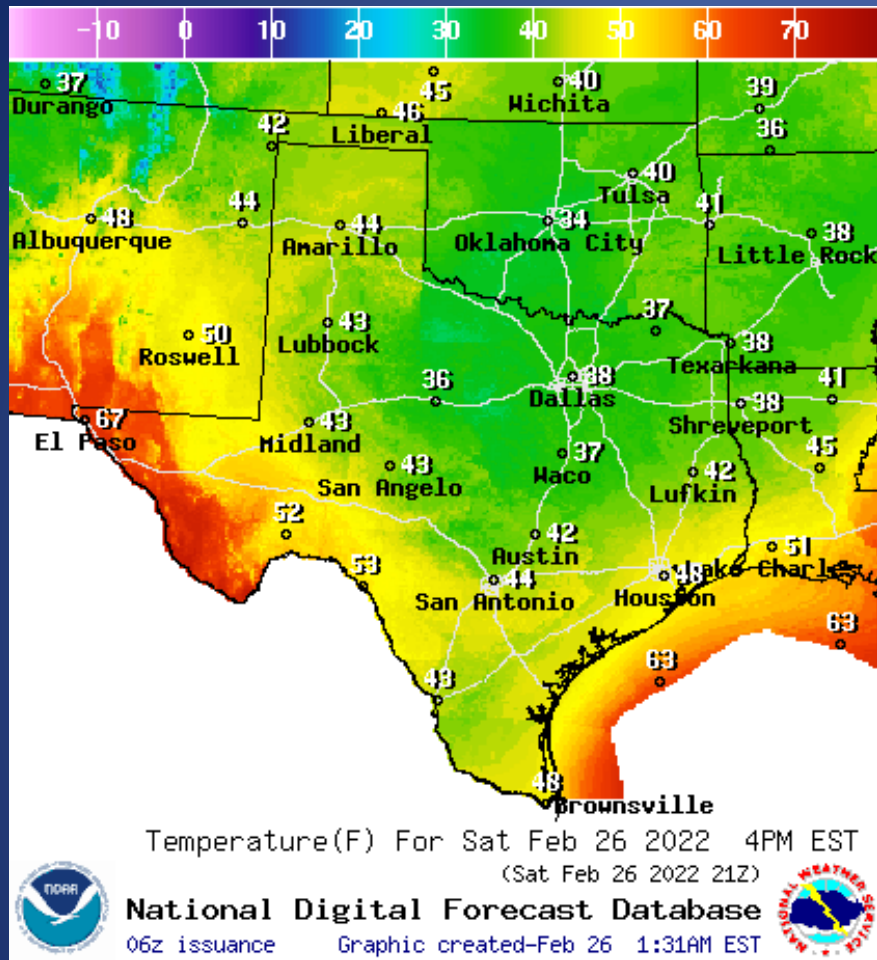 -10 0 10 20 30 40 50 60 70
37
Durango
45
40
Wichita
46
Liberal
39
42
36
40
Tulsa
48
Albuquerque
44
44
Amarillo
34
Oklahoma City
41
38
Little Rock
50
Roswell
43
Lubbock
37
38
Texarkana
36
38
Dallas
41
38
Shreveport
67
El Paso
43
Midland
43
San Angelo
37
Waco
42
Lufkin
45
52
42
Austin
51
Lake Charles
53
44
San Antonio
48
Houston
63
63
43
48
Brownsville
Temperature(F) For Sat Feb 26 2022 4PM EST
(Sat Feb 26 2022 21Z)
NOAA
National Digital Forecast Database
06z issuance Graphic created-Feb 26 1:31AM EST
NATIONAL WEATHER SERVICE